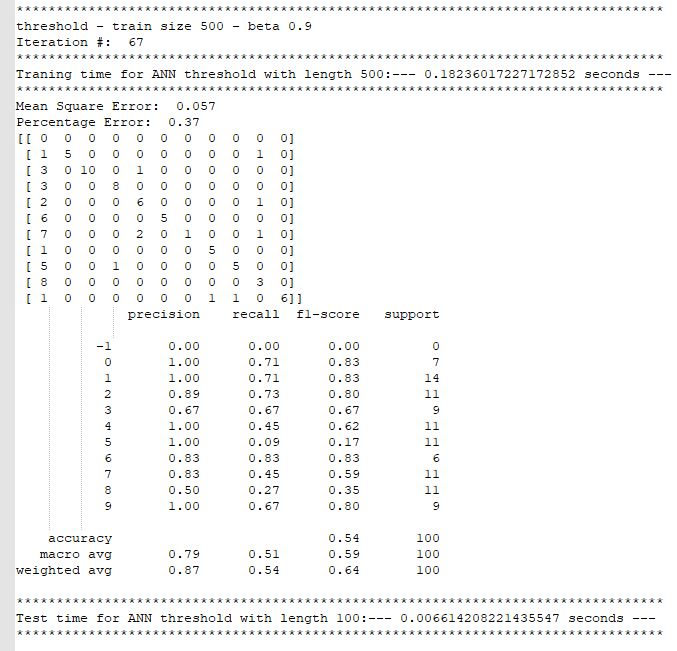 *********************************************************************************
threshold - train size 500 - beta 0.9
Iteration #:  67
*********************************************************************************
Traning time for ANN threshold with length 500:--- 0.18236017227172852 seconds ---
*********************************************************************************
Mean Square Error:  0.057
Percentage Error:  0.37
[[ 0  0  0  0  0  0  0  0  0  0  0]
 [ 1  5  0  0  0  0  0  0  0  1  0]
 [ 3  0 10  0  1  0  0  0  0  0  0]
 [ 3  0  0  8  0  0  0  0  0  0  0]
 [ 2  0  0  0  6  0  0  0  0  1  0]
 [ 6  0  0  0  0  5  0  0  0  0  0]
 [ 7  0  0  0  2  0  1  0  0  1  0]
 [ 1  0  0  0  0  0  0  5  0  0  0]
 [ 5  0  0  1  0  0  0  0  5  0  0]
 [ 8  0  0  0  0  0  0  0  0  3  0]
 [ 1  0  0  0  0  0  0  1  1  0  6]]
              precision    recall  f1-score   support
          -1       0.00      0.00      0.00         0
           0       1.00      0.71      0.83         7
           1       1.00      0.71      0.83        14
           2       0.89      0.73      0.80        11
           3       0.67      0.67      0.67         9
           4       1.00      0.45      0.62        11
           5       1.00      0.09      0.17        11
           6       0.83      0.83      0.83         6
           7       0.83      0.45      0.59        11
           8       0.50      0.27      0.35        11
           9       1.00      0.67      0.80         9
    accuracy                           0.54       100
   macro avg       0.79      0.51      0.59       100
weighted avg       0.87      0.54      0.64       100
*********************************************************************************
Test time for ANN threshold with length 100:--- 0.006614208221435547 seconds ---
*********************************************************************************